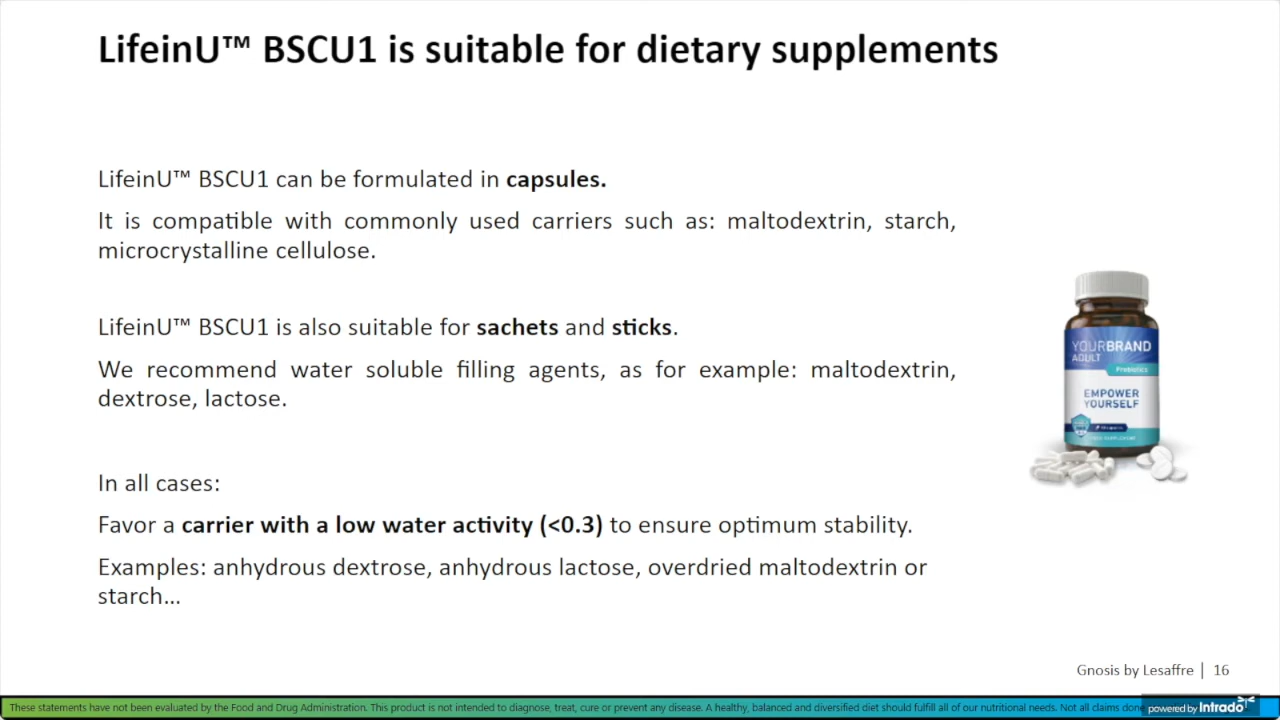 LifeinU™ BSCU1 is suitable for dietary supplements
LifeinU™ BSCU1 can be formulated in capsules.
It is compatible with commonly used carriers such as: maltodextrin, starch,
microcrystalline cellulose.
LifeinU™ BSCU1 is also suitable for sachets and sticks.
We recommend water soluble filling agents, as for example: maltodextrin,
dextrose, lactose.
In all cases:
Favor a carrier with a low water activity (<0.3) to ensure optimum stability.
Examples: anhydrous dextrose, anhydrous lactose, overdried maltodextrin or
starch...
YOURBRAND
ADULT
Prebiotics
EMPOWER
YOURSELF
Gnosis by Lesaffre | 16
These statements have not been evaluated by the Food and Drug Administration. This product is not intended to diagnose, treat, cure or prevent any disease. A healthy, balanced and diversified diet should fulfill all of our nutritional needs. Not all claims done
powered by Intrado